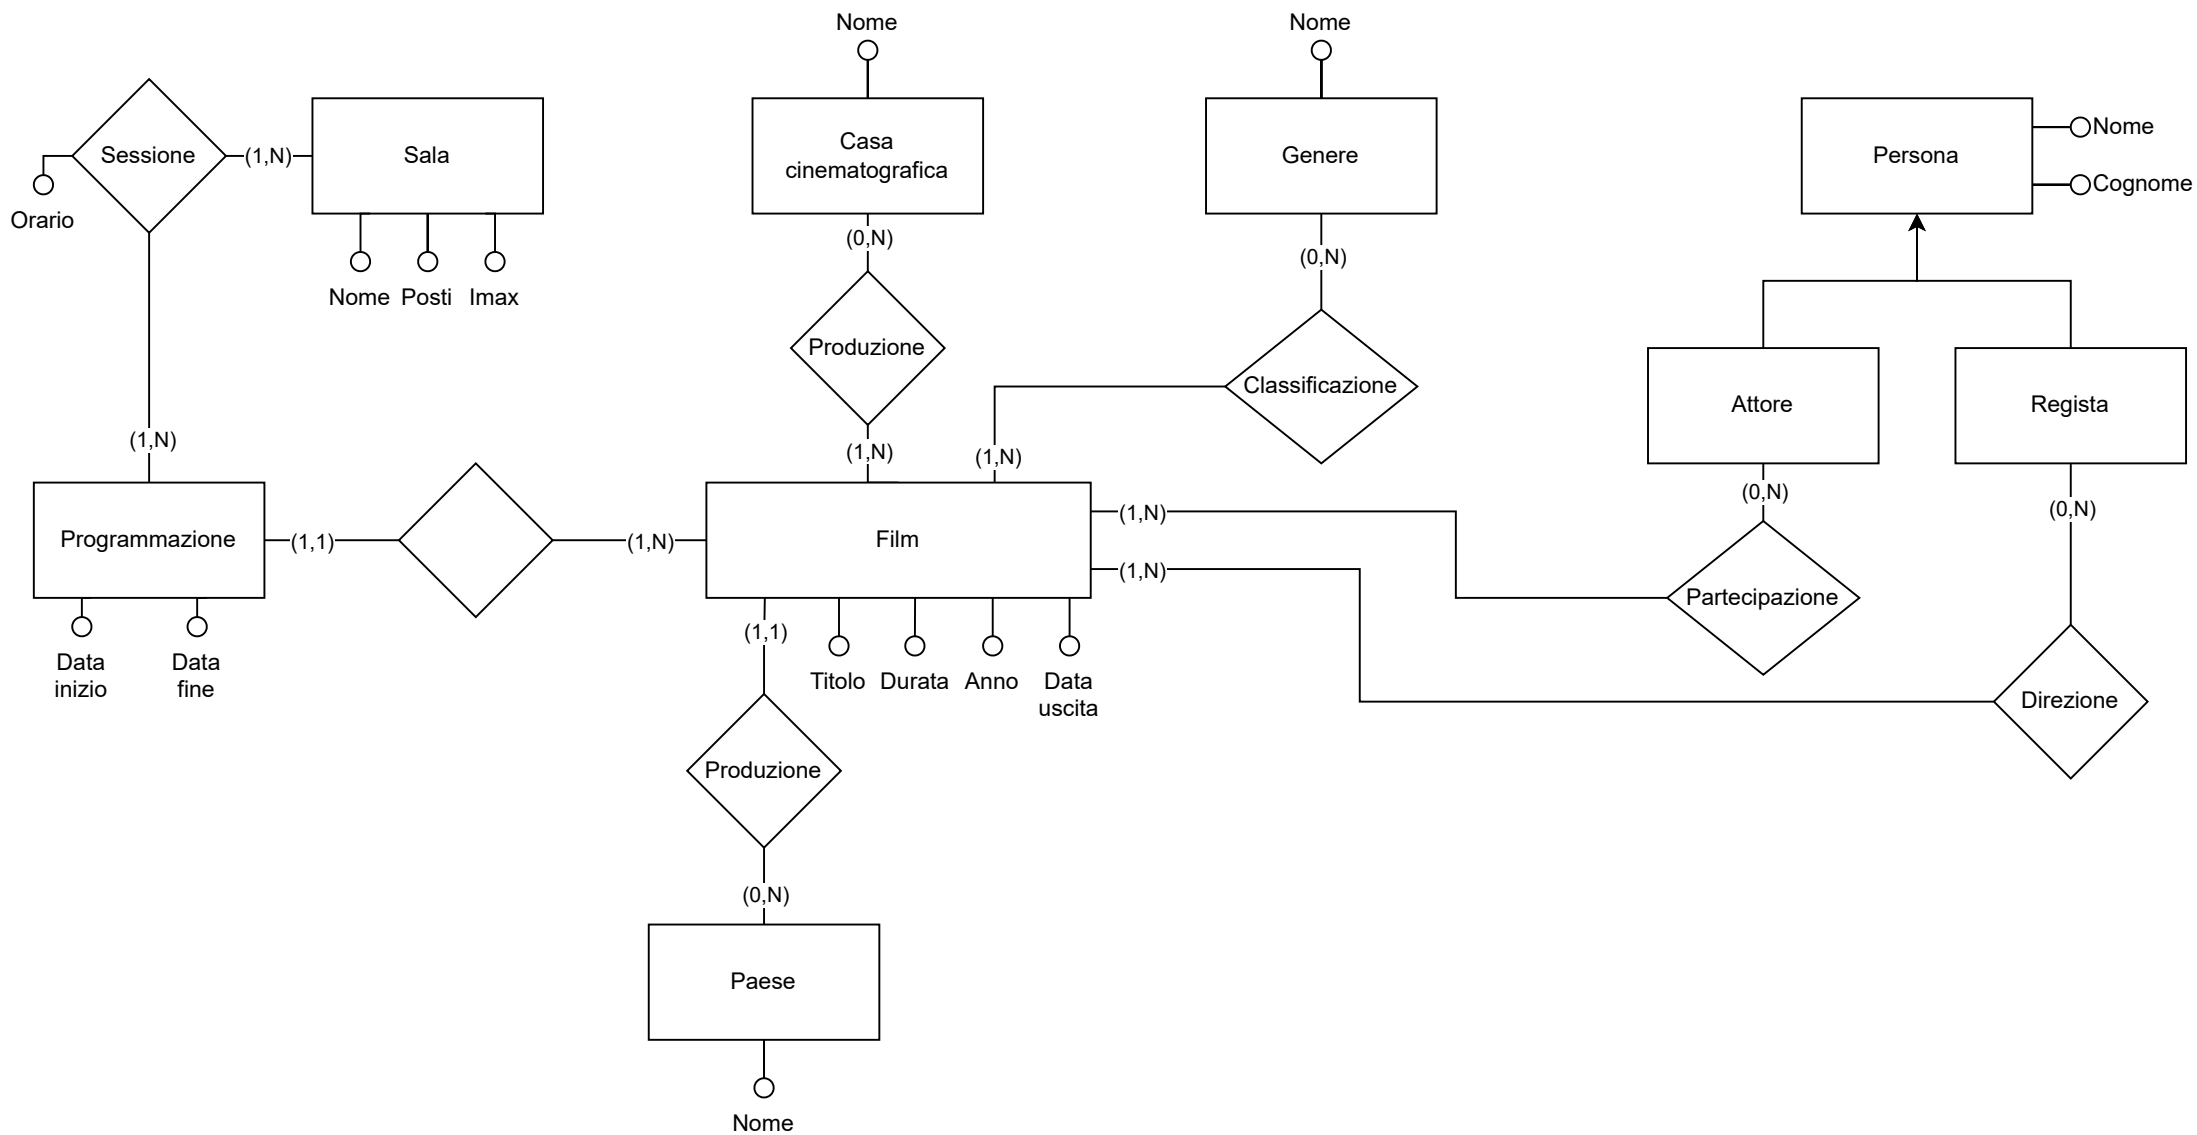 Nome
Nome
Sessione
(1,N)
Sala
Casa
cinematografica
Genere
Persona
Nome
Cognome
Orario
Nome
Posti
Imax
(0,N)
(0,N)
Produzione
Classificazione
Attore
Regista
(1,N)
(1,N)
(1,N)
(0,N)
(0,N)
Programmazione
(1,1)
(1,N)
Film
(1,N)
(1,N)
Partecipazione
Data
inizio
Data
fine
(1,1)
Titolo
Durata
Anno
Data
uscita
Direzione
Produzione
(0,N)
Paese
Nome